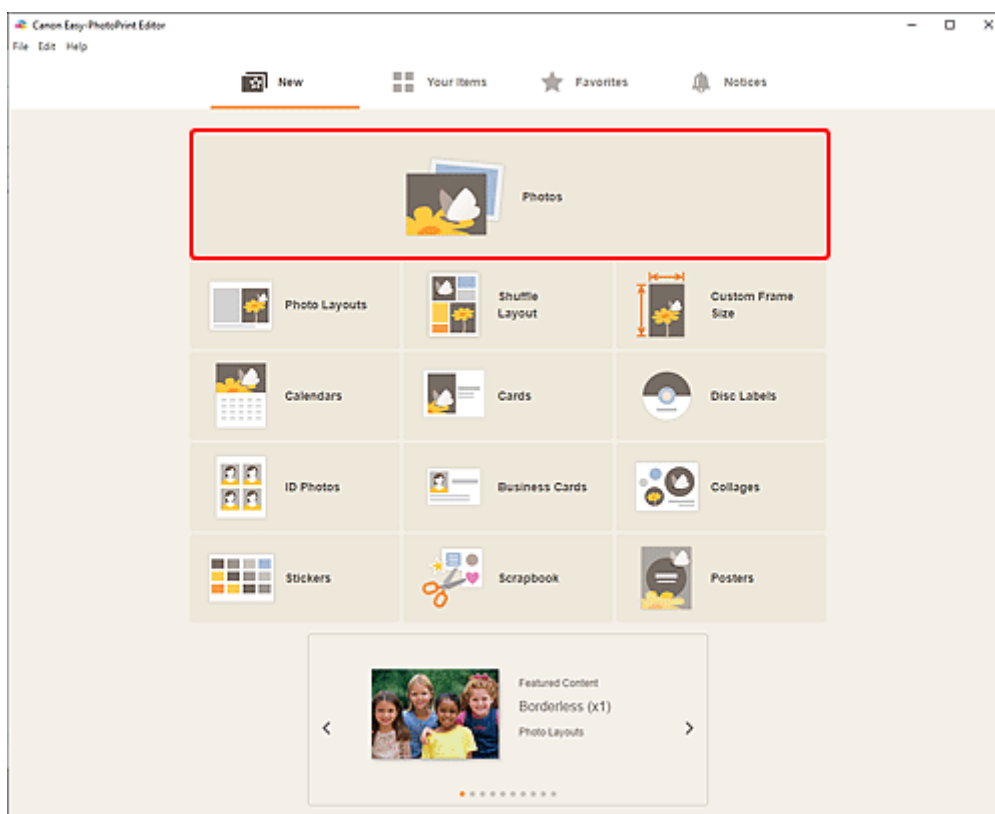 Canon Easy-PhotoPrint Editor
File Edit Help
New Your Items Favorites Notices
Photos
Photo Layouts
Shuffle
Layout
Custom Frame
Size
Calendars
Cards
Disc Labels
ID Photos
Business Cards
Collages
Stickers
Scrapbook
Posters
Featured Content
Borderless (x1)
Photo Layouts